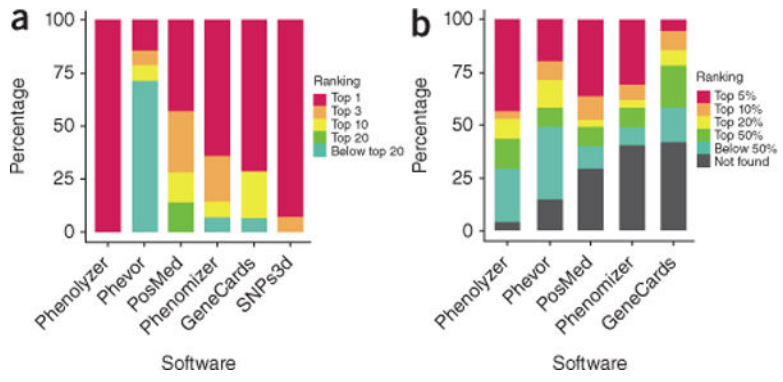 a
100
75
50
25
0
Percentage
Ranking
Top 1
Top 3
Top 10
Top 20
Below top 20
Phenolyzer
Phevor
PosMed
Phenomizer
GeneCards
SNPs3d
Software
b
100
75
50
25
0
Percentage
Ranking
Top 5%
Top 10%
Top 20%
Top 50%
Below 50%
Not found
Phenolyzer
Phevor
PosMed
Phenomizer
GeneCards
Software